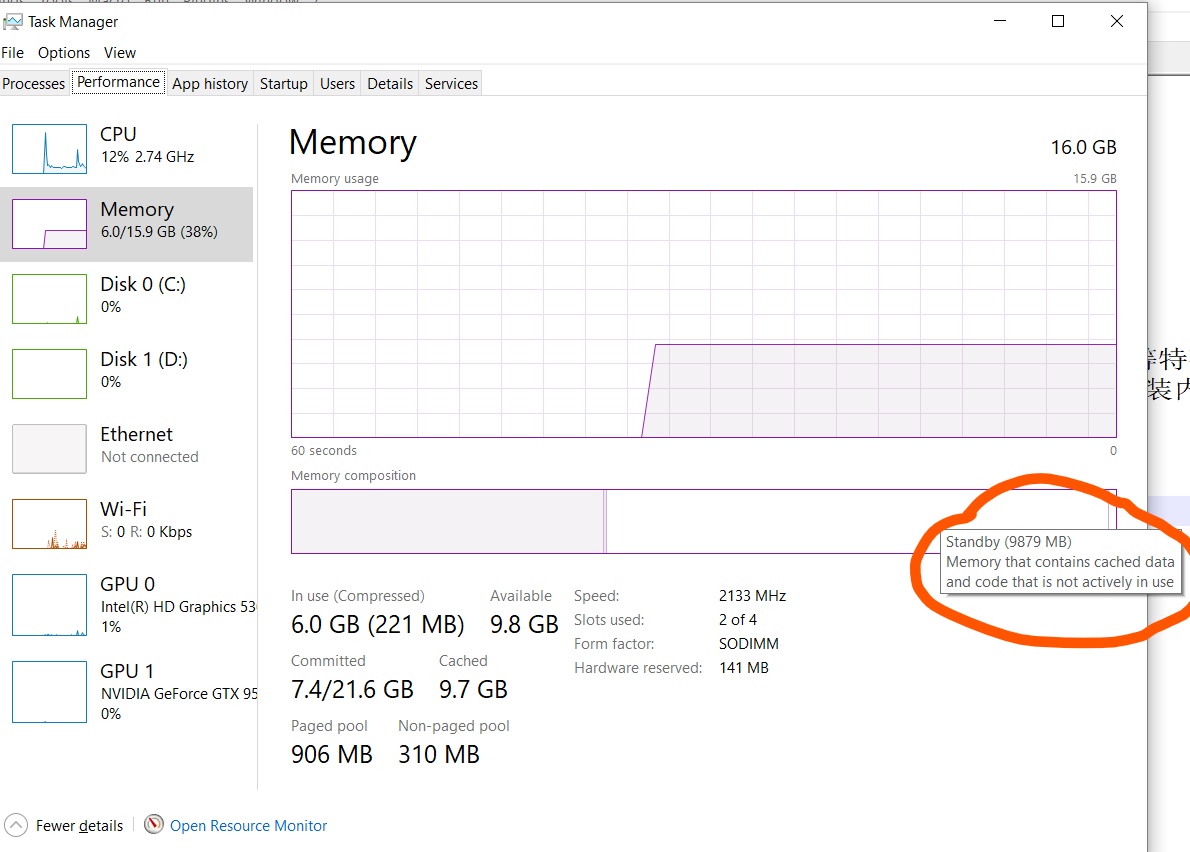 Task Manager
File Options View
Processes Performance App history Startup Users Details Services
CPU
12% 2.74 GHz
Memory
6.0/15.9 GB (38%)
Disk 0 (C:)
0%
Disk 1 (D:)
0%
Ethernet
Not connected
Wi-Fi
S: 0 R: 0 Kbps
GPU 0
Intel(R) HD Graphics 53
1%
GPU 1
NVIDIA GeForce GTX 95
0%
Memory 16.0 GB
Memory usage 15.9 GB
60 seconds 0
Memory composition
Standby (9879 MB)
Memory that contains cached data
and code that is not actively in use
In use (Compressed) Available
6.0 GB (221 MB) 9.8 GB
Committed Cached
7.4/21.6 GB 9.7 GB
Paged pool Non-paged pool
906 MB 310 MB
Speed: 2133 MHz
Slots used: 2 of 4
Form factor: SODIMM
Hardware reserved: 141 MB
Fewer details Open Resource Monitor
等特
装内